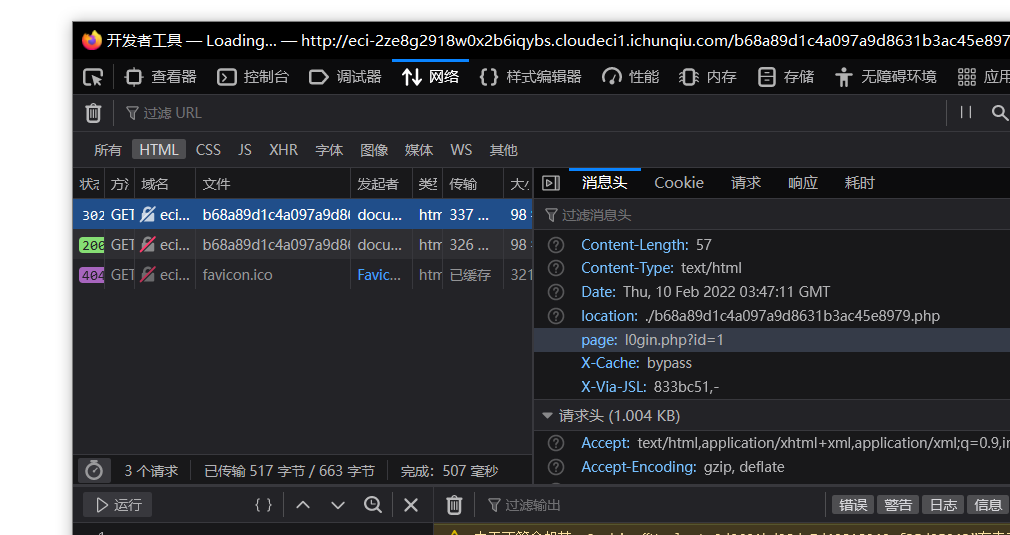 开发者工具 — Loading... — http://eci-2ze8g2918w0x2b6iqybs.cloudeci1.ichunqiu.com/b68a89d1c4a097a9d8631b3ac45e897
查看器 控制台 调试器 网络 样式编辑器 性能 内存 存储 无障碍环境 应用
过滤 URL
所有 HTML CSS JS XHR 字体 图像 媒体 WS 其他
状态 方法 域名 文件 发起者 类型 传输 大小 消息头 Cookie 请求 响应 耗时
302 GET eci... b68a89d1c4a097a9d86 docu... htm 337 ... 98 过滤消息头
200 GET eci... b68a89d1c4a097a9d86 docu... htm 326 ... 98
404 GET eci... favicon.ico Favic... htm 已缓存 321
Content-Length: 57
Content-Type: text/html
Date: Thu, 10 Feb 2022 03:47:11 GMT
location: ./b68a89d1c4a097a9d8631b3ac45e8979.php
page: l0gin.php?id=1
X-Cache: bypass
X-Via-JSL: 833bc51,-
请求头 (1.004 KB)
Accept: text/html,application/xhtml+xml,application/xml;q=0.9,i
Accept-Encoding: gzip, deflate
3 个请求 已传输 517 字节 / 663 字节 完成：507 毫秒
运行 { } 过滤输出 错误 警告 日志 信息